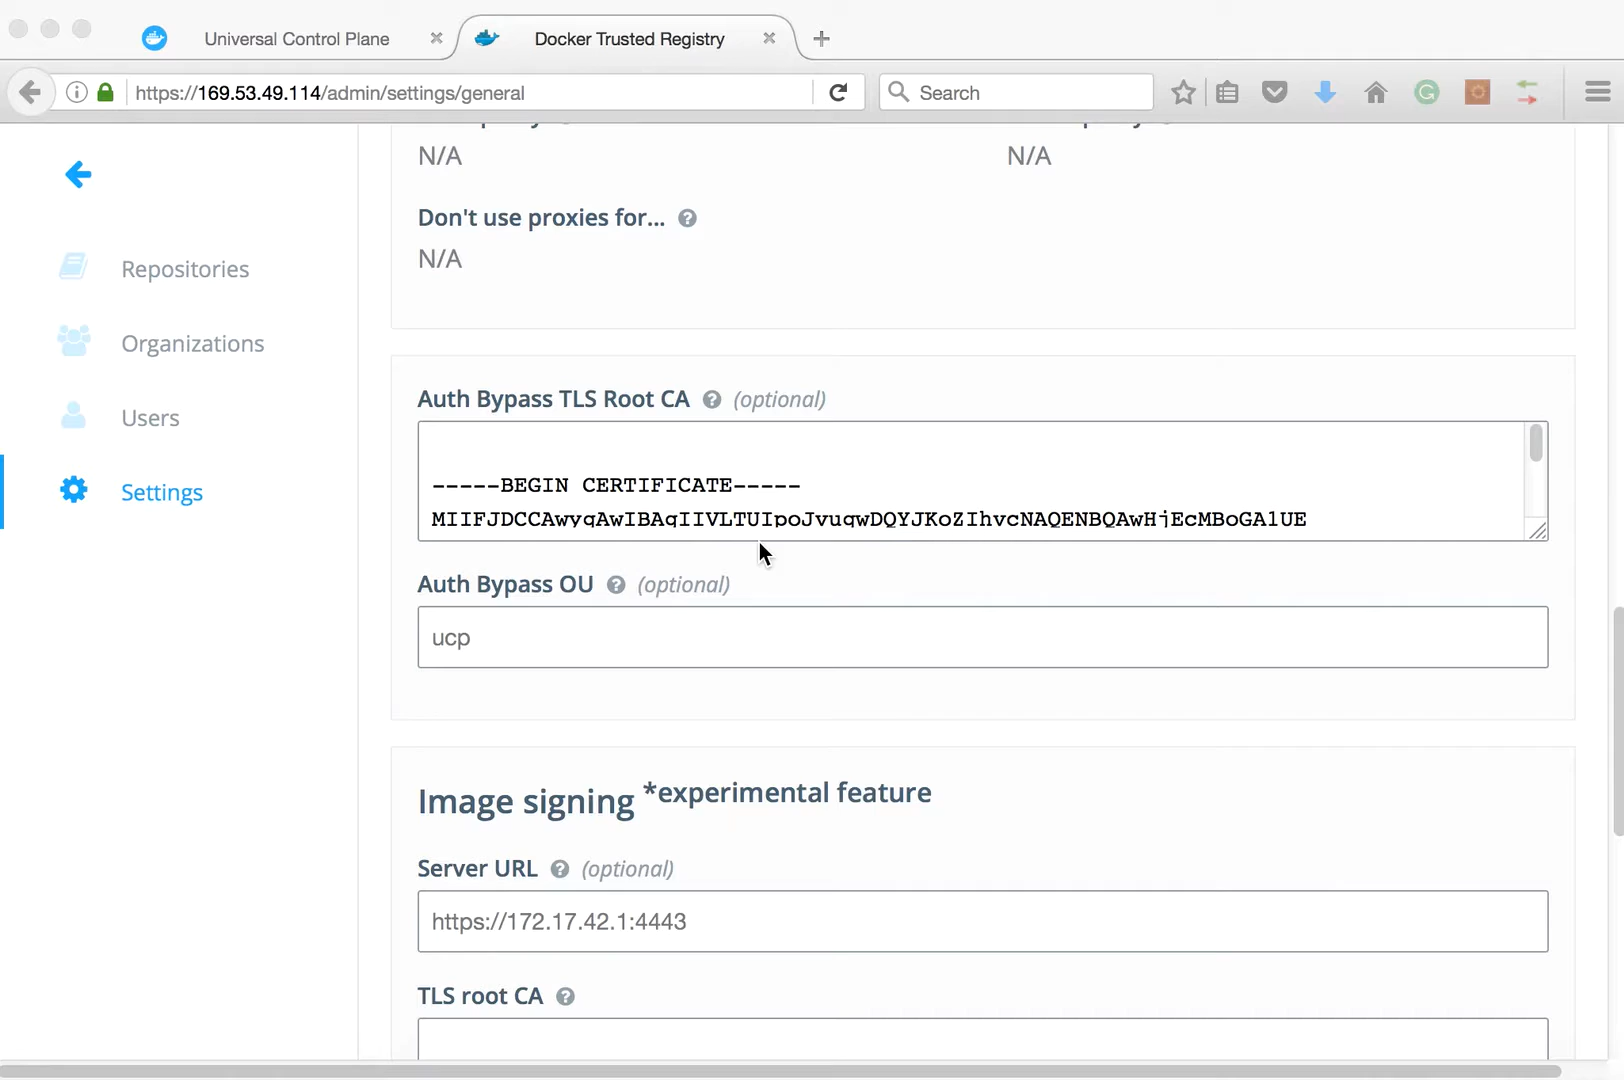 Universal Control Plane
Docker Trusted Registry
https://169.53.49.114/admin/settings/general
Search
N/A
N/A
Don't use proxies for...
N/A
Repositories
Organizations
Users
Settings
Auth Bypass TLS Root CA (optional)
-----BEGIN CERTIFICATE-----
MIIFJDCCAwygAwIBAgIIVLTUIpoJvuqwDQYJKoZIhvcNAQENBQAwHjEcMBoGA1UE
Auth Bypass OU (optional)
ucp
Image signing *experimental feature
Server URL (optional)
https://172.17.42.1:4443
TLS root CA